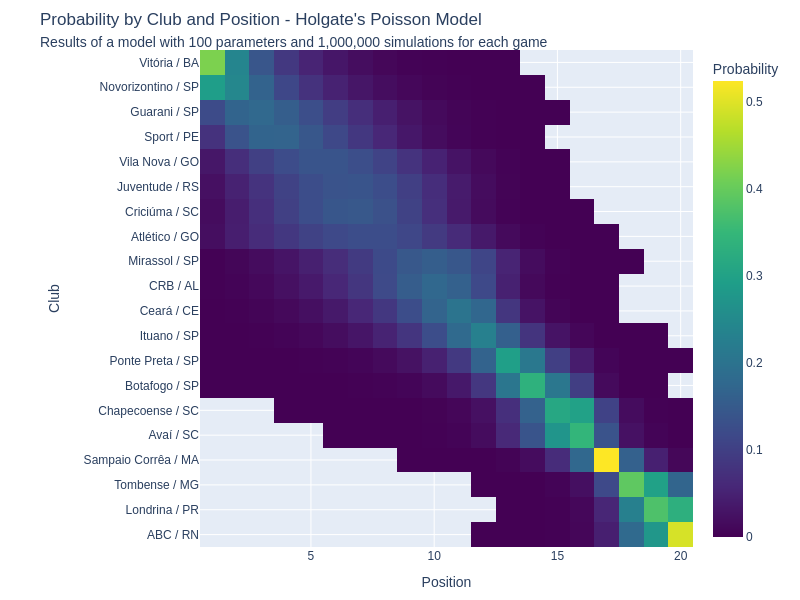 Probability by Club and Position - Holgate's Poisson Model
Results of a model with 100 parameters and 1,000,000 simulations for each game
Probability
Club
Vitória / BA
Novorizontino / SP
Guarani / SP
Sport / PE
Vila Nova / GO
Juventude / RS
Criciúma / SC
Atlético / GO
Mirassol / SP
CRB / AL
Ceará / CE
Ituano / SP
Ponte Preta / SP
Botafogo / SP
Chapecoense / SC
Avaí / SC
Sampaio Corrêa / MA
Tombense / MG
Londrina / PR
ABC / RN
0.5
0.4
0.3
0.2
0.1
0
5 10 15 20
Position